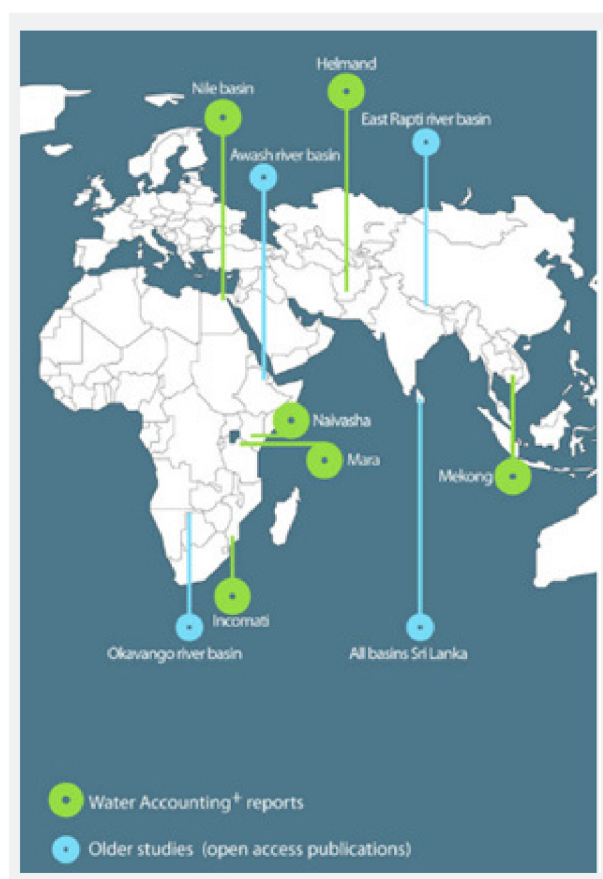 Helmand
Nile basin
East Rapti river basin
Awash river basin
Naivasha
Mara
Mekong
Incomati
Okavango river basin
All basins Sri Lanka
Water Accounting+ reports
Older studies (open access publications)